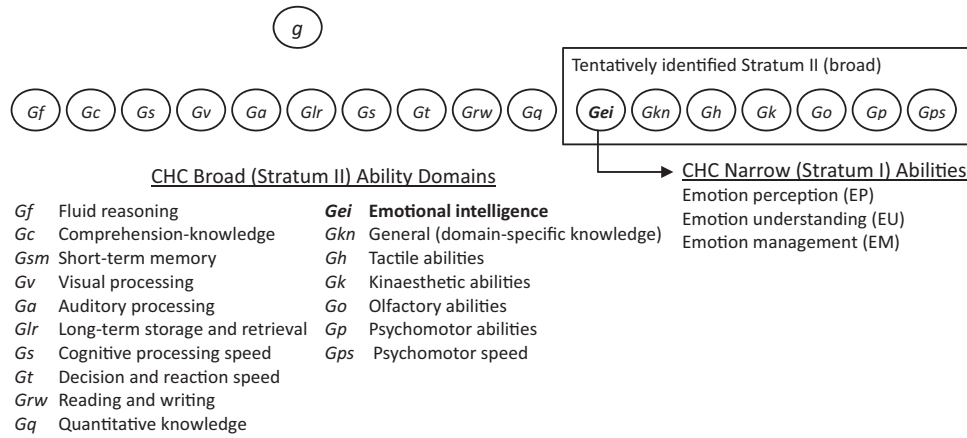 g
Tentatively identified Stratum II (broad)
Gf Gc Gs Gv Ga Glr Gs Gt Grw Gq Gei Gkn Gh Gk Go Gp Gps
CHC Broad (Stratum II) Ability Domains
CHC Narrow (Stratum I) Abilities
Emotion perception (EP)
Emotion understanding (EU)
Emotion management (EM)
Gf Fluid reasoning
Gc Comprehension-knowledge
Gsm Short-term memory
Gv Visual processing
Ga Auditory processing
Glr Long-term storage and retrieval
Gs Cognitive processing speed
Gt Decision and reaction speed
Grw Reading and writing
Gq Quantitative knowledge
Gei Emotional intelligence
Gkn General (domain-specific knowledge)
Gh Tactile abilities
Gk Kinaesthetic abilities
Go Olfactory abilities
Gp Psychomotor abilities
Gps Psychomotor speed